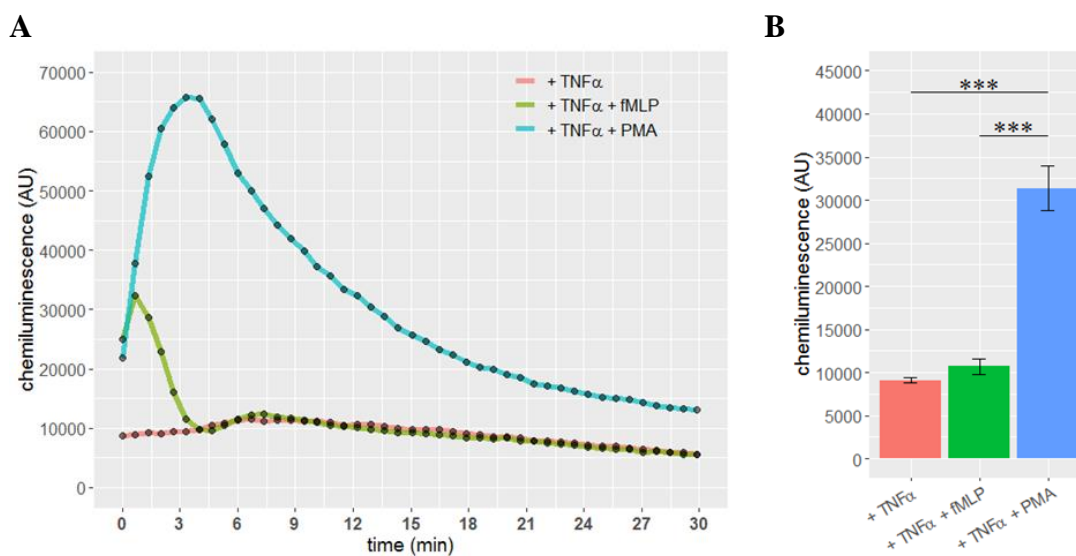 A
chemiluminescence (AU)
70000
60000
50000
40000
30000
20000
10000
0
+ TNFα
+ TNFα + fMLP
+ TNFα + PMA
0 3 6 9 12 15 18 21 24 27 30
time (min)
B
chemiluminescence (AU)
45000
40000
35000
30000
25000
20000
15000
10000
5000
0
***
***
+ TNFα
+ TNFα + fMLP
+ TNFα + PMA